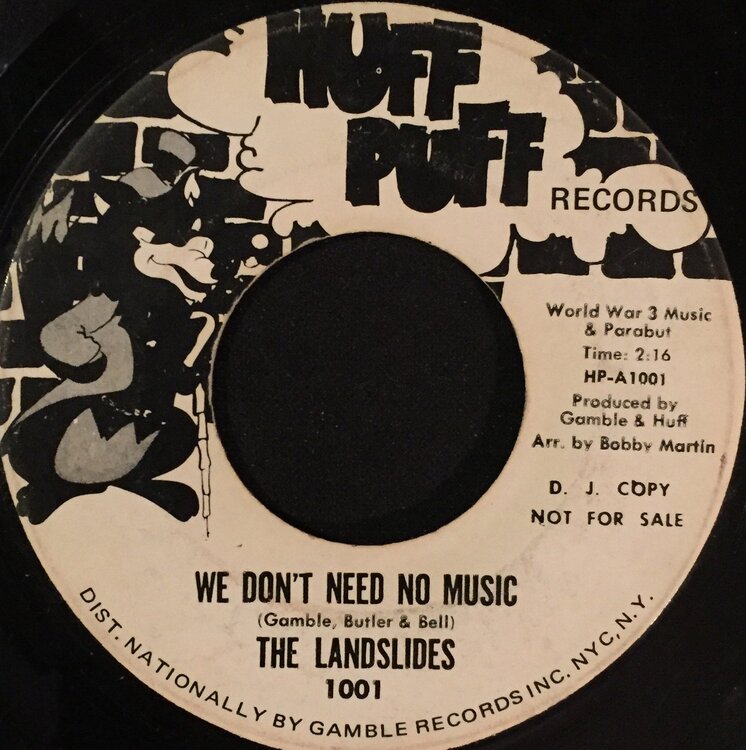 HUFF
PUFF
RECORDS
World War 3 Music
& Parabut
Time: 2:16
HP-A1001
Produced by
Gamble & Huff
Arr. by Bobby Martin
D. J. COPY
NOT FOR SALE
WE DON'T NEED NO MUSIC
(Gamble, Butler & Bell)
THE LANDSLIDES
1001
DIST. NATIONALLY BY GAMBLE RECORDS INC. NYC, N.Y.